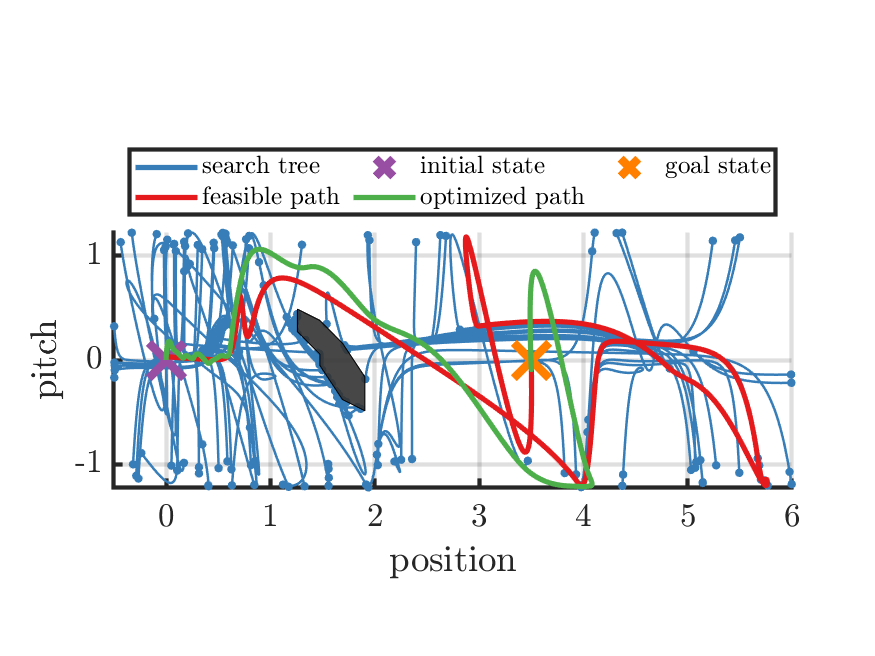 search tree initial state goal state
feasible path optimized path
1
0
-1
pitch
0 1 2 3 4 5 6
position